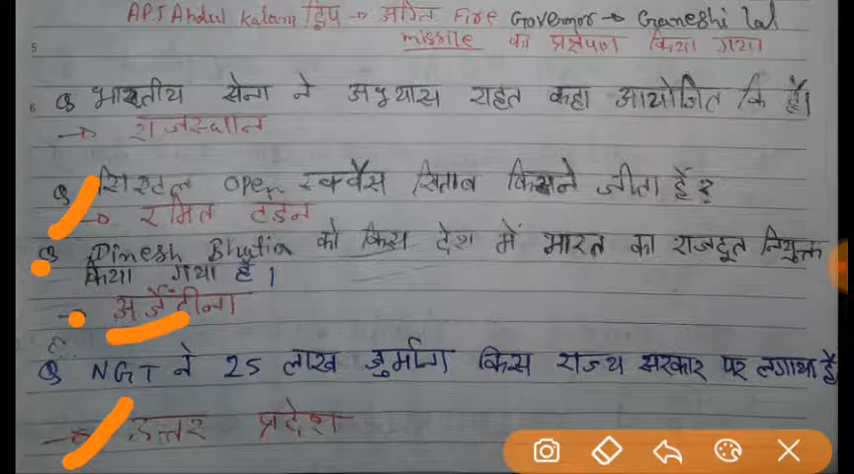 APJ Abdul Kalam द्विप → अग्नि Fire Governor → Ganeshi lal
missile का प्रक्षेपण किया गया
Q भारतीय सेना ने अभ्यास राहत कहा आयोजित कि है।
→ राजस्थान
Q सिएटल open स्क्वैस खिताब किसने जीता है?
→ रमित टंडन
Q Dinesh Bhatia को किस देश में भारत का राजदूत नियुक्त
किया गया है।
→ अर्जेंटीना
Q NGT ने 25 लाख जुर्माना किस राज्य सरकार पर लगाया है
→ उत्तर प्रदेश